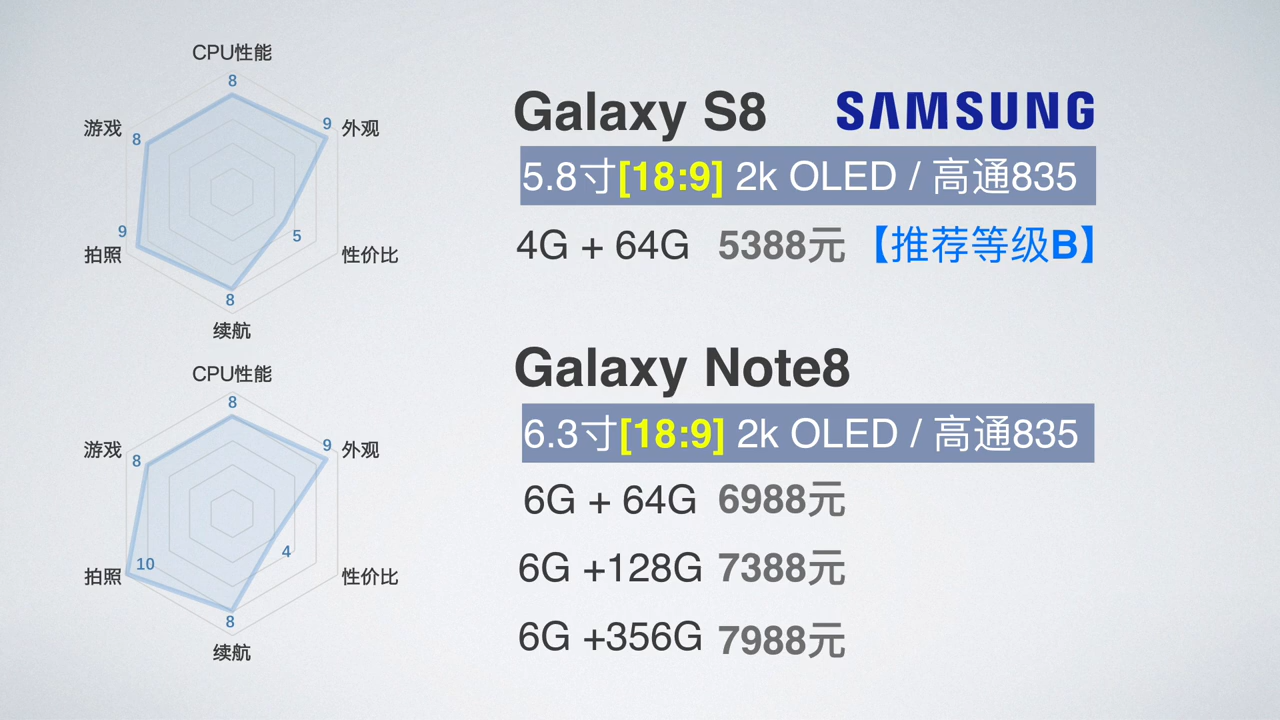 CPU性能
8
游戏
8
9
外观
9
拍照
5
性价比
8
续航
Galaxy S8 SAMSUNG
5.8寸[18:9] 2k OLED / 高通835
4G + 64G 5388元 【推荐等级B】
CPU性能
8
游戏
8
9
外观
拍照
10
4
性价比
8
续航
Galaxy Note8
6.3寸[18:9] 2k OLED / 高通835
6G + 64G 6988元
6G +128G 7388元
6G +356G 7988元